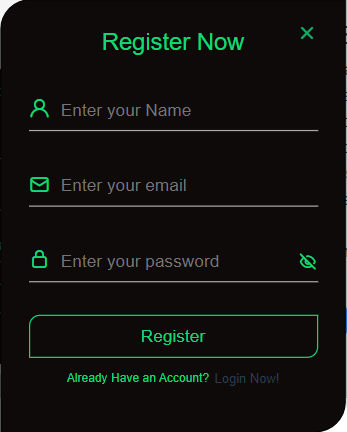 Register Now
Enter your Name
Enter your email
Enter your password
Register
Already Have an Account? Login Now!